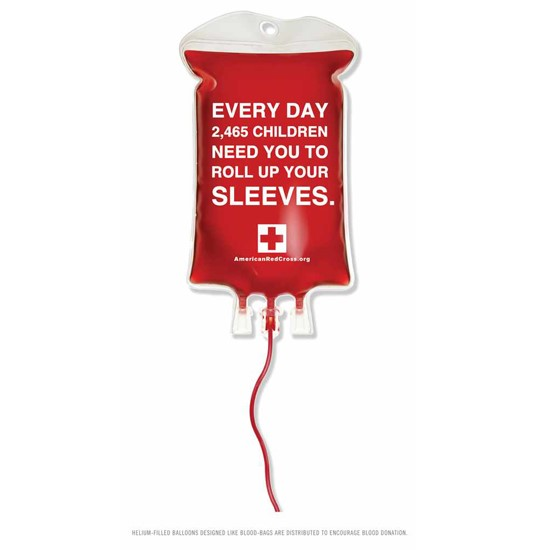 EVERY DAY
2,465 CHILDREN
NEED YOU TO
ROLL UP YOUR
SLEEVES.
AmericanRedCross.org
HELIUM-FILLED BALLOONS DESIGNED LIKE BLOOD-BAGS ARE DISTRIBUTED TO ENCOURAGE BLOOD DONATION.